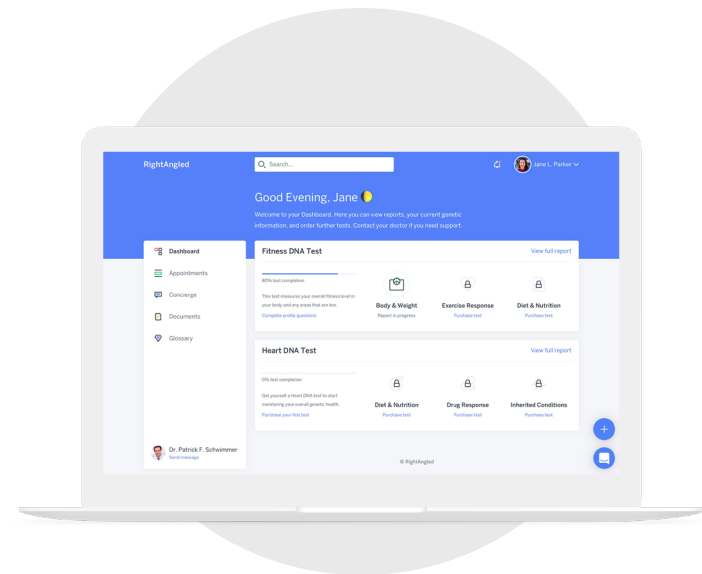 RightAngled
Search...
Jane L. Parker
Good Evening, Jane
Welcome to your Dashboard. Here you can view reports, your current genetic
information, and order further tests. Contact your doctor if you need support.
Dashboard
Appointments
Concierge
Documents
Glossary
Dr. Patrick F. Schwimmer
Send message
Fitness DNA Test
View full report
80% test completion
This test measures your overall fitness level in
your body and any areas that are low.
Complete profile questions
Body & Weight
Report in progress
Exercise Response
Purchase test
Diet & Nutrition
Purchase test
Heart DNA Test
View full report
0% test completion
Get yourself a Heart DNA test to start
monitoring your overall genetic health.
Purchase your first test
Diet & Nutrition
Purchase test
Drug Response
Purchase test
Inherited Conditions
Purchase test
© RightAngled